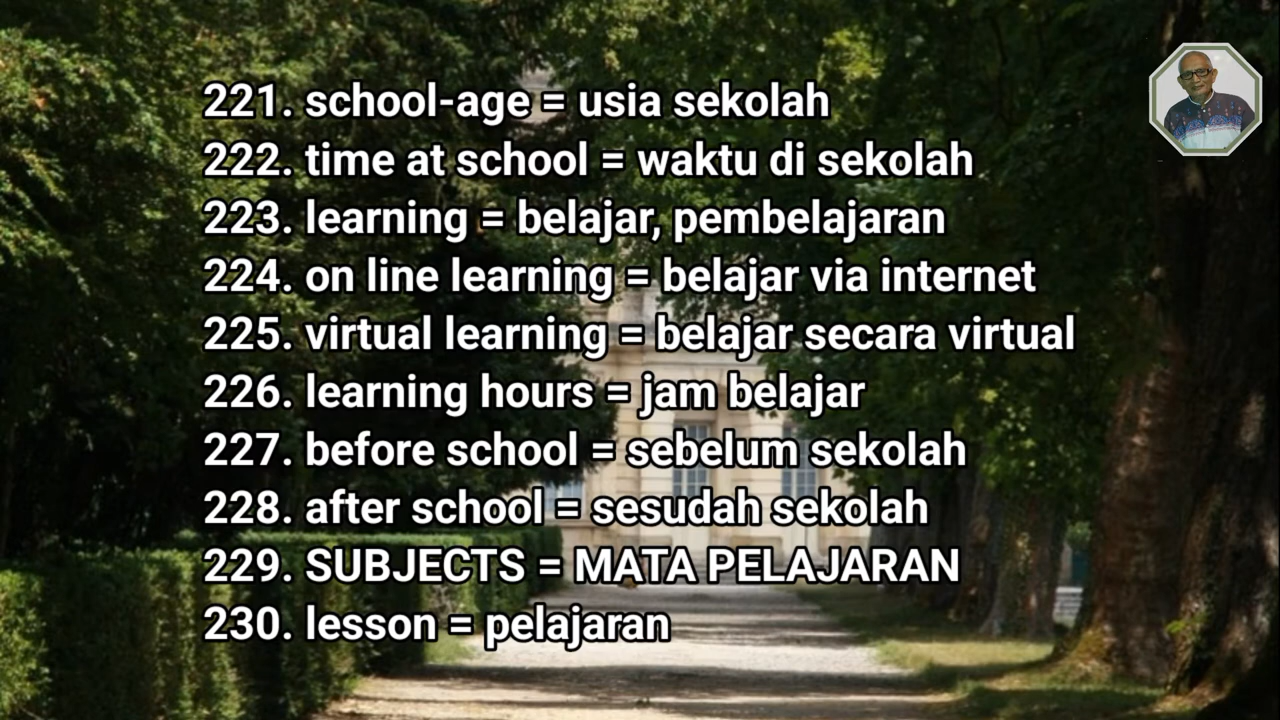 221. school-age = usia sekolah
222. time at school = waktu di sekolah
223. learning = belajar, pembelajaran
224. on line learning = belajar via internet
225. virtual learning = belajar secara virtual
226. learning hours = jam belajar
227. before school = sebelum sekolah
228. after school = sesudah sekolah
229. SUBJECTS = MATA PELAJARAN
230. lesson = pelajaran